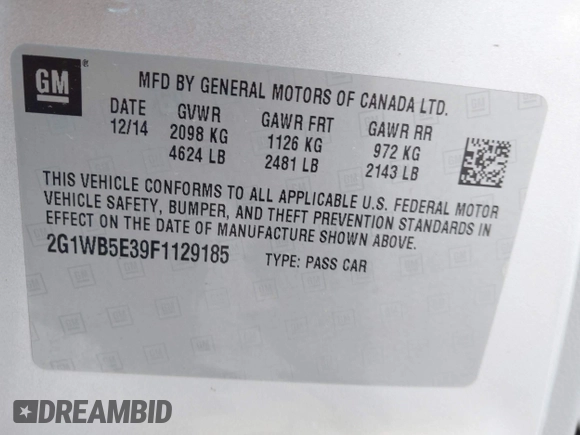 GM ®
MFD BY GENERAL MOTORS OF CANADA LTD.
DATE GVWR GAWR FRT GAWR RR
12/14 2098 KG 1126 KG 972 KG
4624 LB 2481 LB 2143 LB
THIS VEHICLE CONFORMS TO ALL APPLICABLE U.S. FEDERAL MOTOR
VEHICLE SAFETY, BUMPER, AND THEFT PREVENTION STANDARDS IN
EFFECT ON THE DATE OF MANUFACTURE SHOWN ABOVE.
2G1WB5E39F1129185 TYPE: PASS CAR
DREAMBID